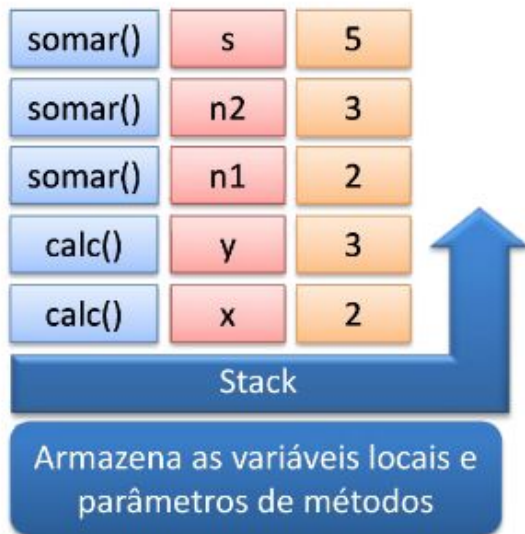 somar() s 5
somar() n2 3
somar() n1 2
calc() y 3
calc() x 2
Stack
Armazena as variáveis locais e
parâmetros de métodos